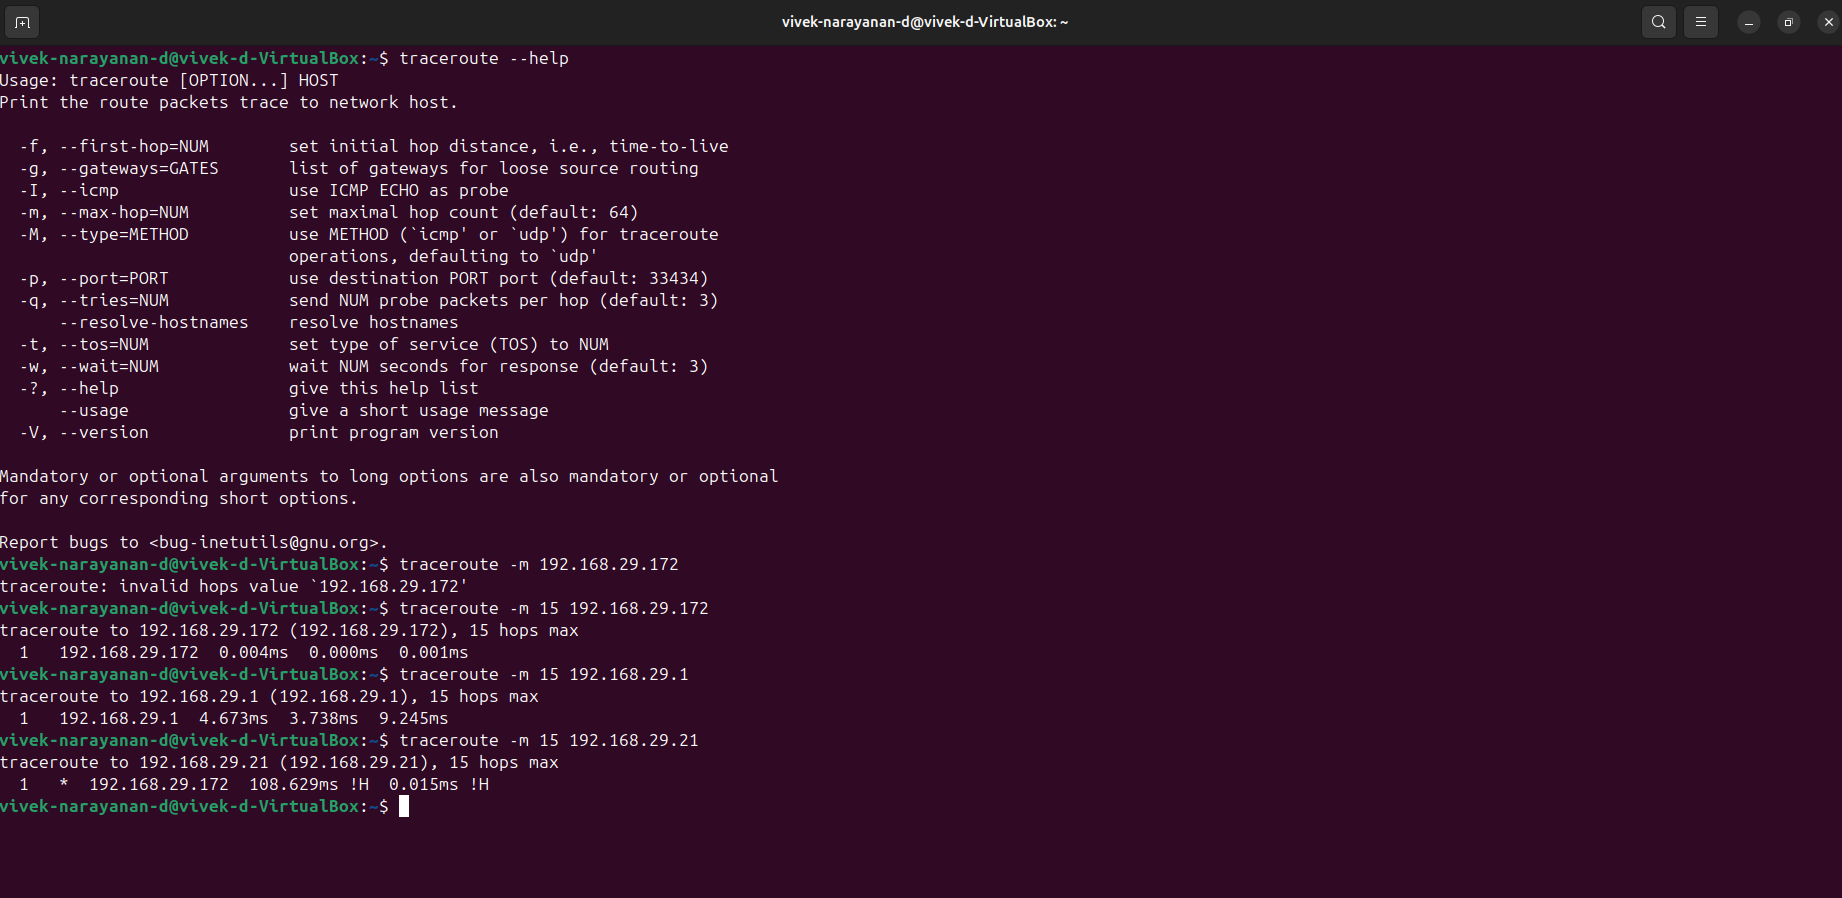 vivek-narayanan-d@vivek-d-VirtualBox: ~
vivek-narayanan-d@vivek-d-VirtualBox:~$ traceroute --help
Usage: traceroute [OPTION...] HOST
Print the route packets trace to network host.

  -f, --first-hop=NUM        set initial hop distance, i.e., time-to-live
  -g, --gateways=GATES       list of gateways for loose source routing
  -I, --icmp                 use ICMP ECHO as probe
  -m, --max-hop=NUM          set maximal hop count (default: 64)
  -M, --type=METHOD          use METHOD (`icmp' or `udp') for traceroute
                             operations, defaulting to `udp'
  -p, --port=PORT            use destination PORT port (default: 33434)
  -q, --tries=NUM            send NUM probe packets per hop (default: 3)
      --resolve-hostnames    resolve hostnames
  -t, --tos=NUM              set type of service (TOS) to NUM
  -w, --wait=NUM             wait NUM seconds for response (default: 3)
  -?, --help                 give this help list
      --usage                give a short usage message
  -V, --version              print program version

Mandatory or optional arguments to long options are also mandatory or optional
for any corresponding short options.

Report bugs to <bug-inetutils@gnu.org>.
vivek-narayanan-d@vivek-d-VirtualBox:~$ traceroute -m 192.168.29.172
traceroute: invalid hops value `192.168.29.172'
vivek-narayanan-d@vivek-d-VirtualBox:~$ traceroute -m 15 192.168.29.172
traceroute to 192.168.29.172 (192.168.29.172), 15 hops max
  1   192.168.29.172  0.004ms  0.000ms  0.001ms
vivek-narayanan-d@vivek-d-VirtualBox:~$ traceroute -m 15 192.168.29.1
traceroute to 192.168.29.1 (192.168.29.1), 15 hops max
  1   192.168.29.1  4.673ms  3.738ms  9.245ms
vivek-narayanan-d@vivek-d-VirtualBox:~$ traceroute -m 15 192.168.29.21
traceroute to 192.168.29.21 (192.168.29.21), 15 hops max
  1   *  192.168.29.172  108.629ms !H  0.015ms !H
vivek-narayanan-d@vivek-d-VirtualBox:~$